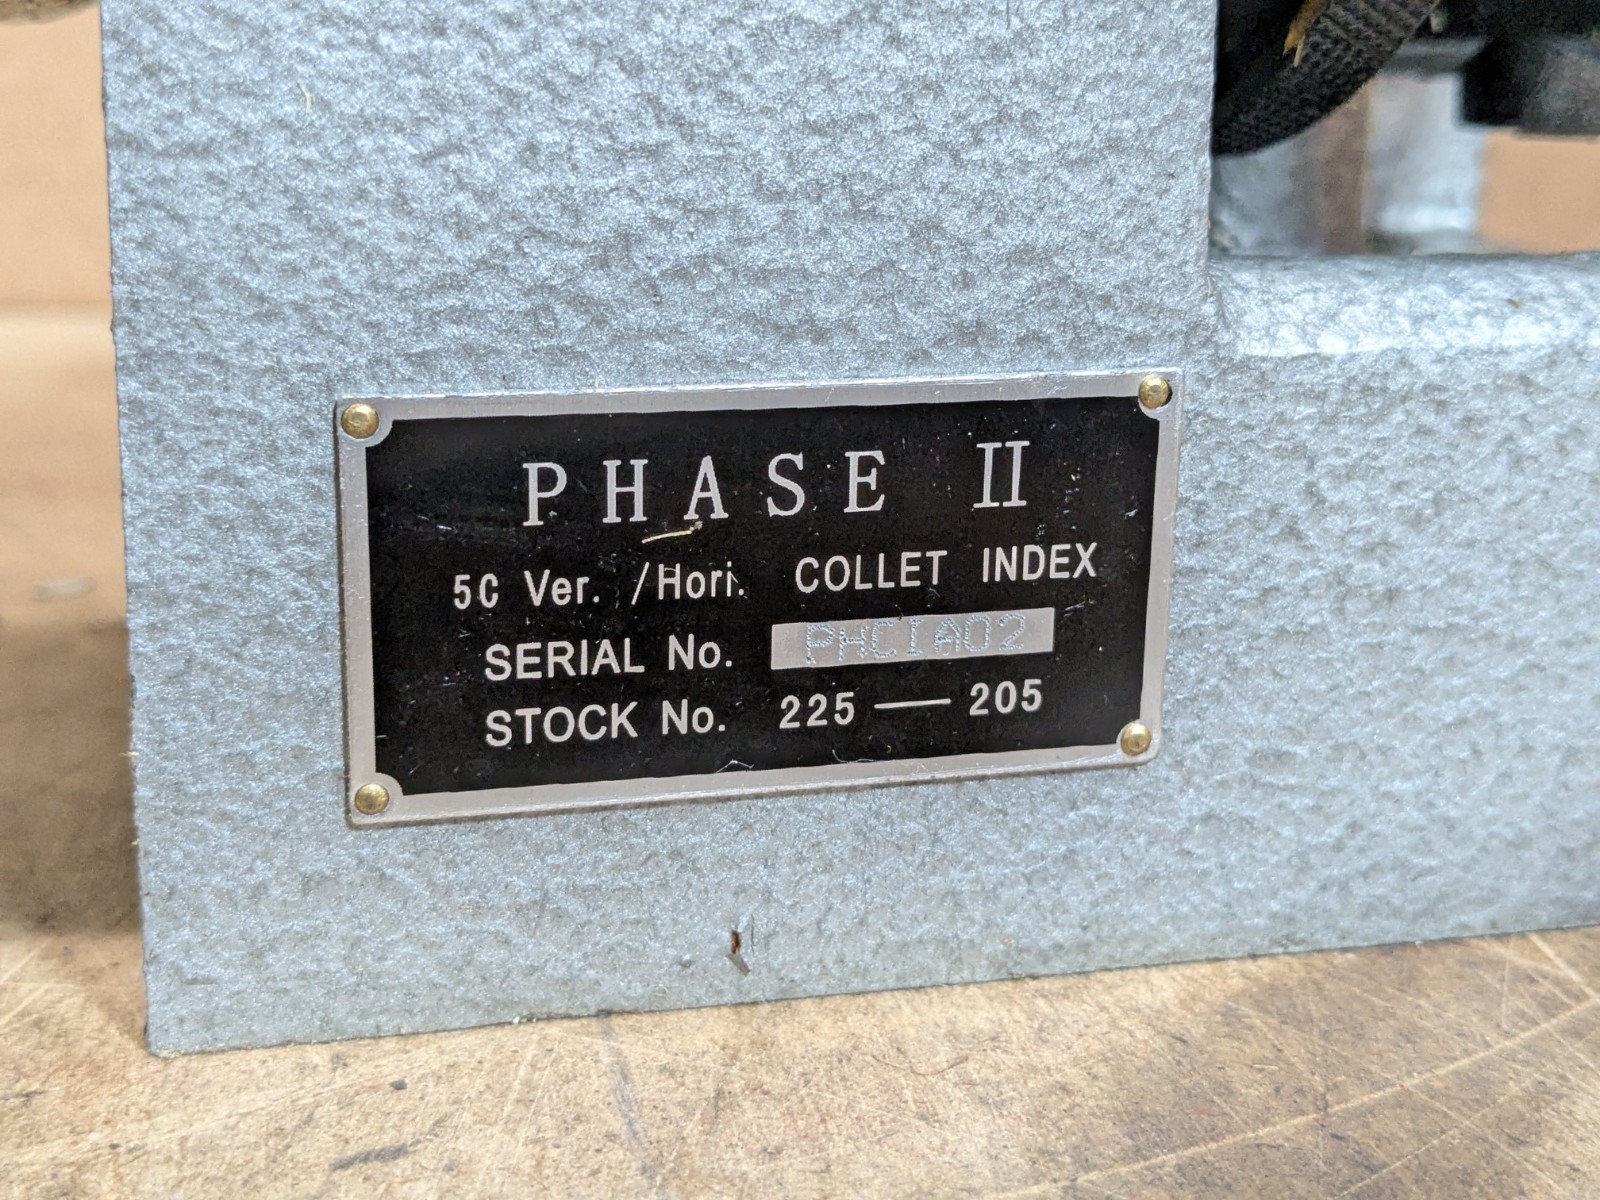 PHASE II
5C Ver. /Hori. COLLET INDEX
SERIAL No. PHCIA02
STOCK No. 225 — 205